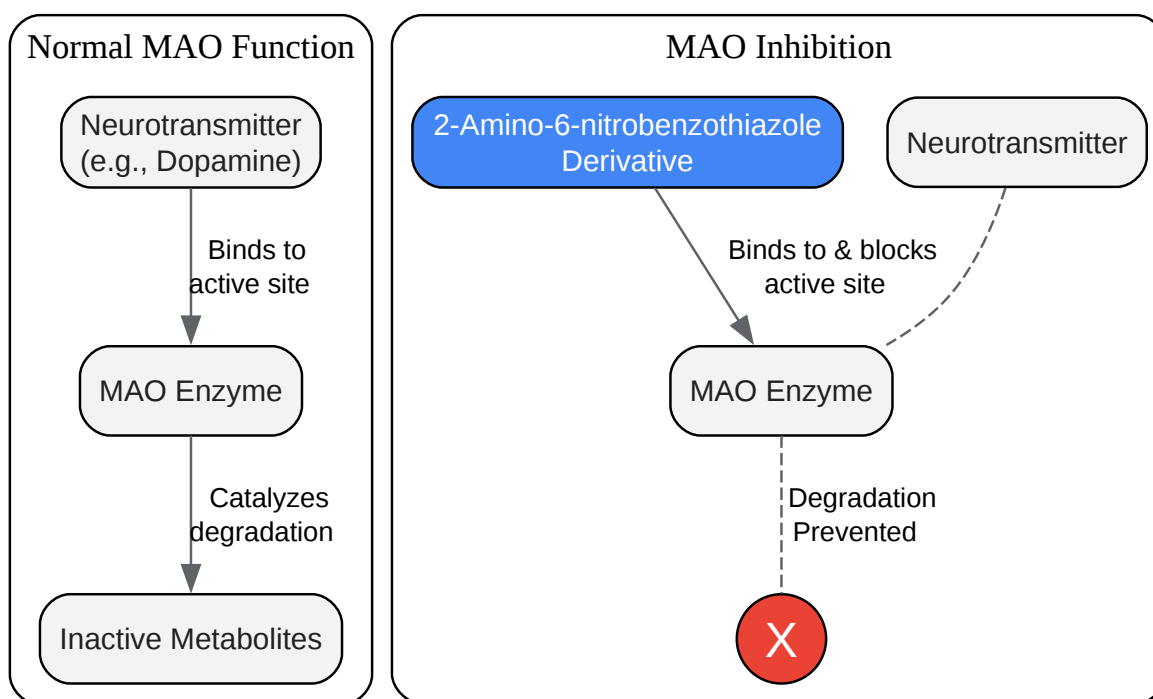 Normal MAO Function
Neurotransmitter
(e.g., Dopamine)
Binds to
active site
MAO Enzyme
Catalyzes
degradation
Inactive Metabolites
MAO Inhibition
2-Amino-6-nitrobenzothiazole
Derivative
Neurotransmitter
Binds to & blocks
active site
MAO Enzyme
Degradation
Prevented
X